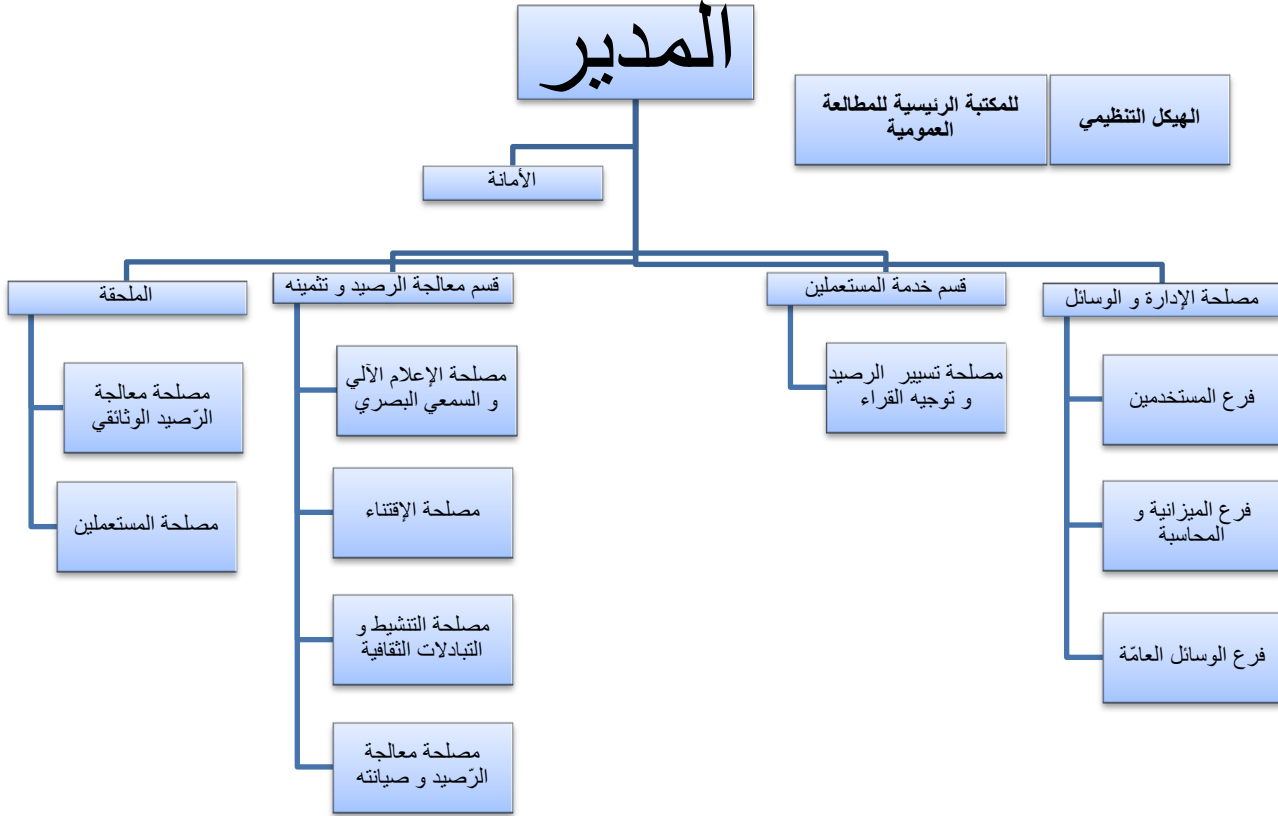 المدير
الهيكل التنظيمي
للمكتبة الرئيسية للمطالعة
العمومية
الأمانة
مصلحة الإدارة و الوسائل
فرع المستخدمين
فرع الميزانية و
المحاسبة
فرع الوسائل العامّة
قسم خدمة المستعملين
مصلحة تسيير الرصيد
و توجيه القراء
قسم معالجة الرصيد و تثمينه
مصلحة الإعلام الآلي
و السمعي البصري
مصلحة الإقتناء
مصلحة التنشيط و
التبادلات الثقافية
مصلحة معالجة
الرّصيد و صيانته
الملحقة
مصلحة معالجة
الرّصيد الوثائقي
مصلحة المستعملين